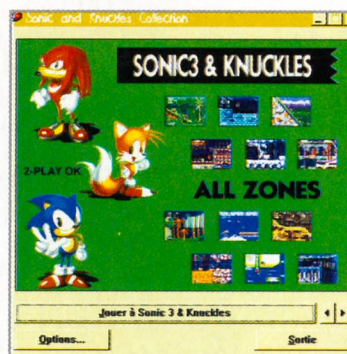 Sonic and Knuckles Collection
SONIC3 & KNUCKLES
2-PLAY OK
ALL ZONES
Jouer à Sonic 3 & Knuckles
Options...
Sortie